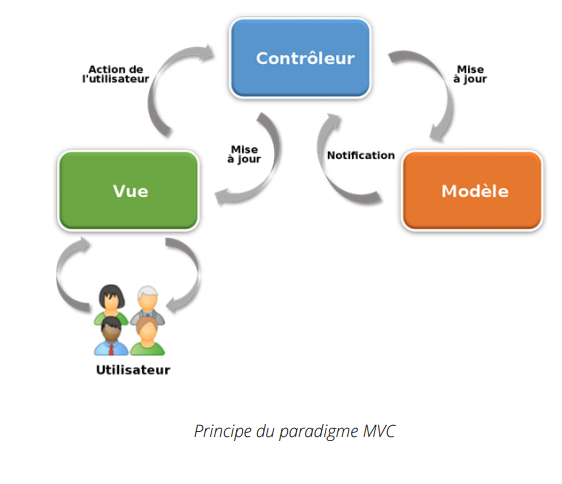 Contrôleur
Action de
l'utilisateur
Mise
à jour
Mise
à jour
Notification
Vue
Modèle
Utilisateur
Principe du paradigme MVC